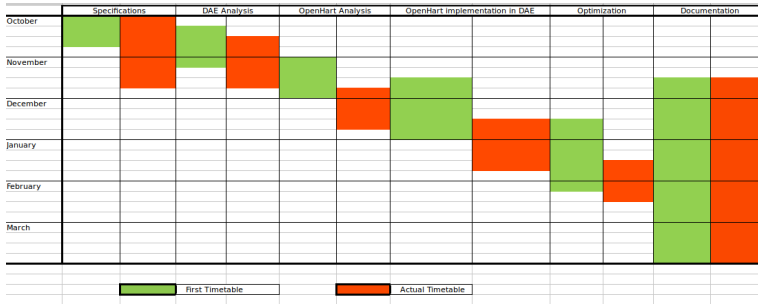 Specifications DAE Analysis OpenHart Analysis OpenHart implementation in DAE Optimization Documentation
October
November
December
January
February
March
First Timetable Actual Timetable